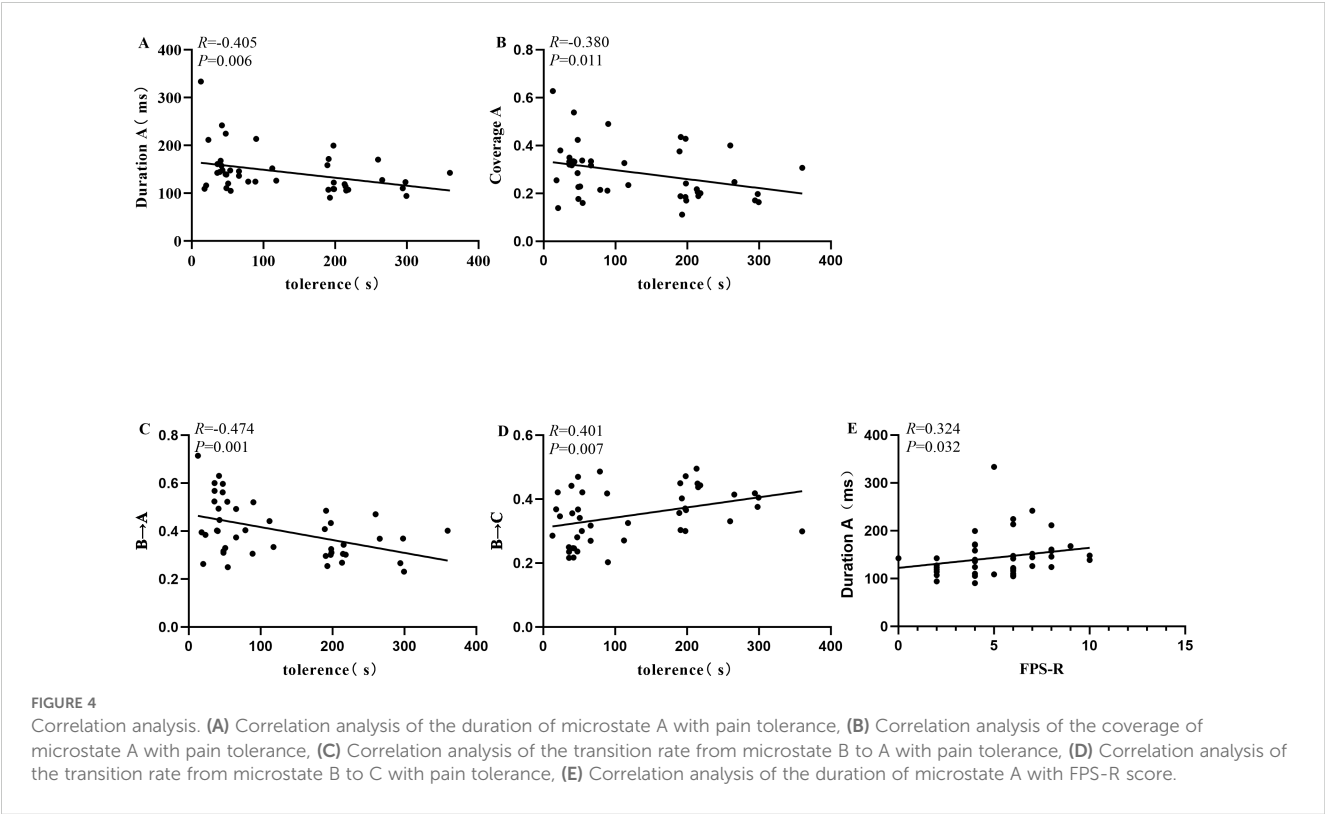 A
R=-0.405
P=0.006
400
300
200
100
0
Duration A( ms)
0 100 200 300 400
tolerence( s)
B
R=-0.380
P=0.011
0.8
0.6
0.4
0.2
0.0
Coverage A
0 100 200 300 400
tolerence( s)
C
R=-0.474
P=0.001
0.8
0.6
0.4
0.2
0.0
B→A
0 100 200 300 400
tolerence( s)
D
R=0.401
P=0.007
0.6
0.4
0.2
0.0
B→C
0 100 200 300 400
tolerence( s)
E
R=0.324
P=0.032
400
300
200
100
0
Duration A (ms)
0 5 10 15
FPS-R
FIGURE 4
Correlation analysis. (A) Correlation analysis of the duration of microstate A with pain tolerance, (B) Correlation analysis of the coverage of
microstate A with pain tolerance, (C) Correlation analysis of the transition rate from microstate B to A with pain tolerance, (D) Correlation analysis of
the transition rate from microstate B to C with pain tolerance, (E) Correlation analysis of the duration of microstate A with FPS-R score.